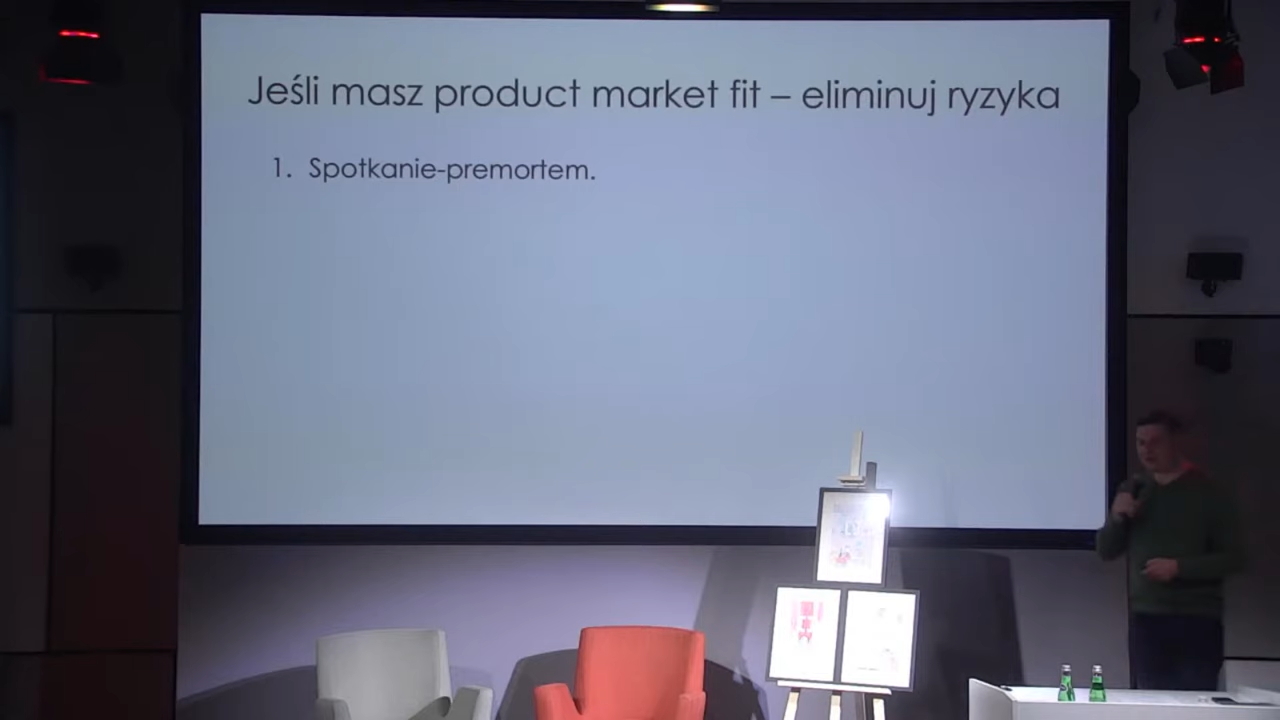 Jeśli masz product market fit – eliminuj ryzyka
1. Spotkanie-premortem.